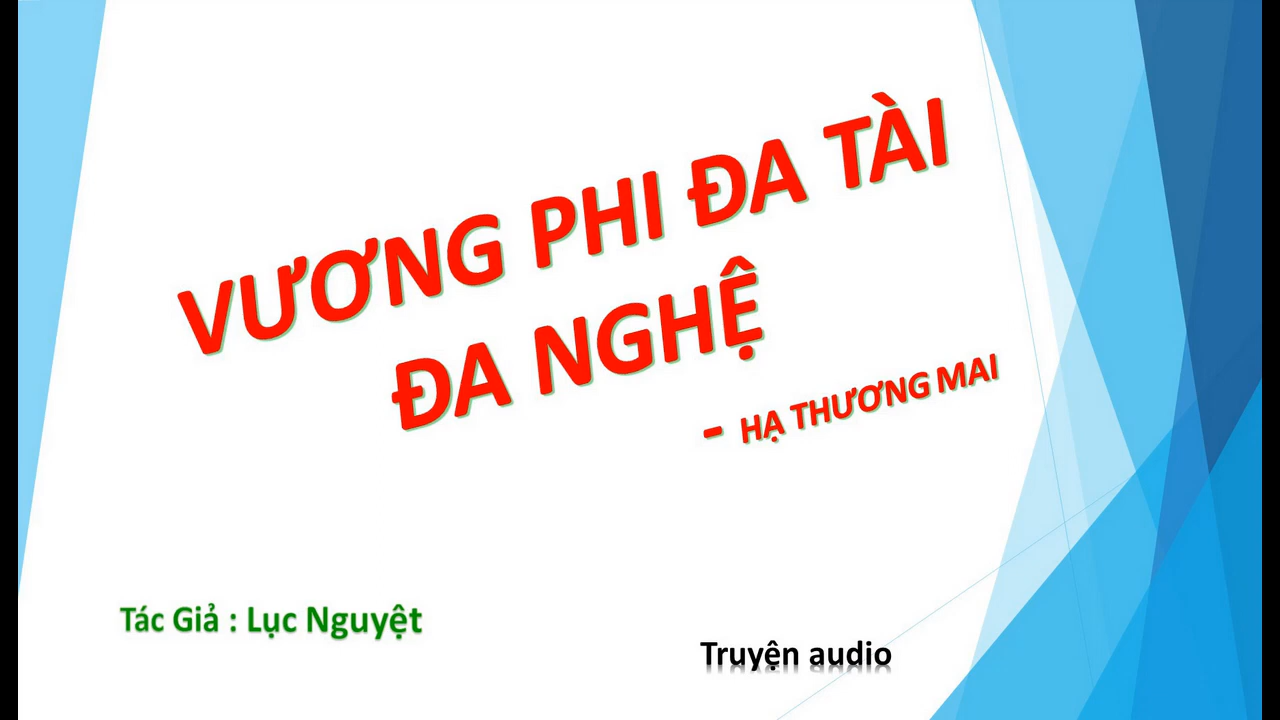 VƯƠNG PHI ĐA TÀI
ĐA NGHỆ
- HẠ THƯƠNG MAI
Tác Giả : Lục Nguyệt
Truyện audio